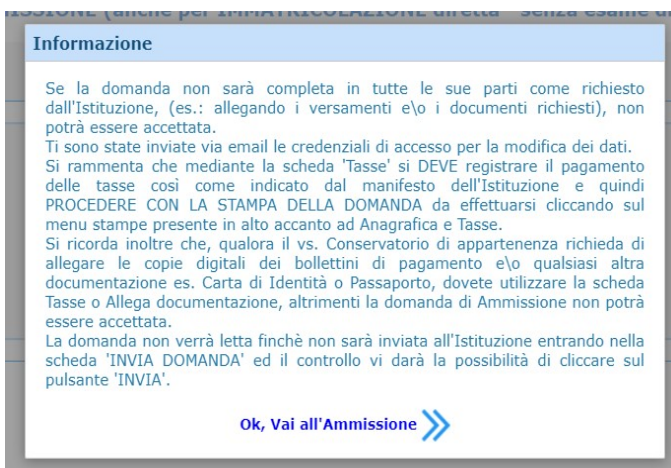 MISSIONE (anche per IMMATRICOLAZIONE diretta - senza esame di
Informazione
Se la domanda non sarà completa in tutte le sue parti come richiesto
dall'Istituzione, (es.: allegando i versamenti e\o i documenti richiesti), non
potrà essere accettata.
Ti sono state inviate via email le credenziali di accesso per la modifica dei dati.
Si rammenta che mediante la scheda 'Tasse' si DEVE registrare il pagamento
delle tasse così come indicato dal manifesto dell'Istituzione e quindi
PROCEDERE CON LA STAMPA DELLA DOMANDA da effettuarsi cliccando sul
menu stampe presente in alto accanto ad Anagrafica e Tasse.
Si ricorda inoltre che, qualora il vs. Conservatorio di appartenenza richieda di
allegare le copie digitali dei bollettini di pagamento e\o qualsiasi altra
documentazione es. Carta di Identità o Passaporto, dovete utilizzare la scheda
Tasse o Allega documentazione, altrimenti la domanda di Ammissione non potrà
essere accettata.
La domanda non verrà letta finchè non sarà inviata all'Istituzione entrando nella
scheda 'INVIA DOMANDA' ed il controllo vi darà la possibilità di cliccare sul
pulsante 'INVIA'.
Ok, Vai all'Ammissione